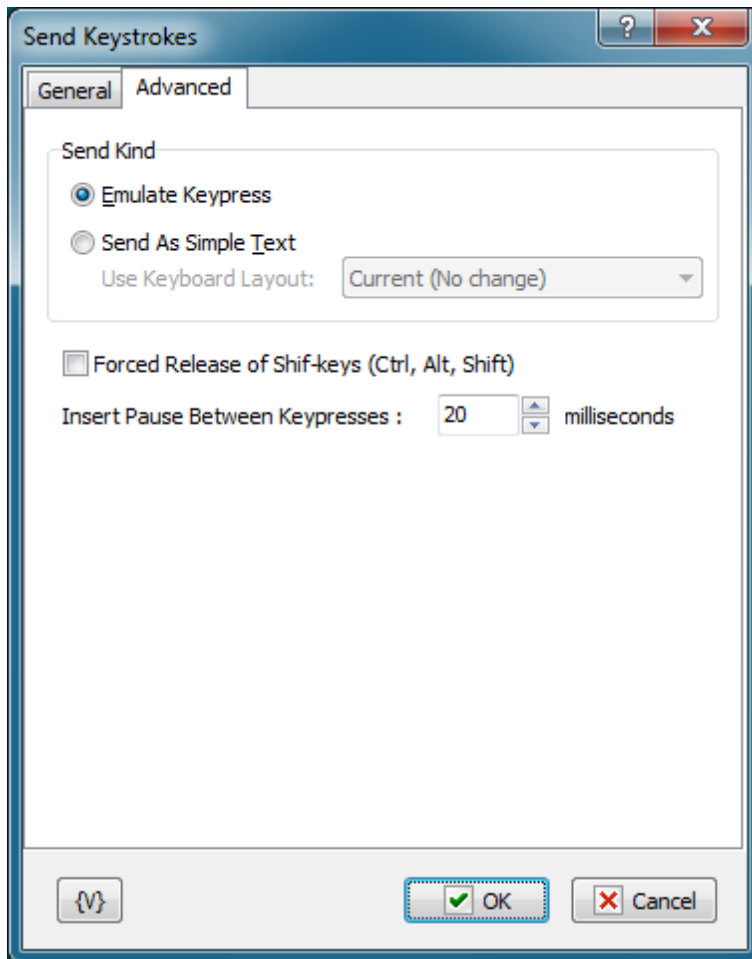 Send Keystrokes
?
General Advanced
Send Kind
Emulate Keypress
Send As Simple Text
Use Keyboard Layout: Current (No change)
Forced Release of Shif-keys (Ctrl, Alt, Shift)
Insert Pause Between Keypresses : 20 milliseconds
{V} OK Cancel